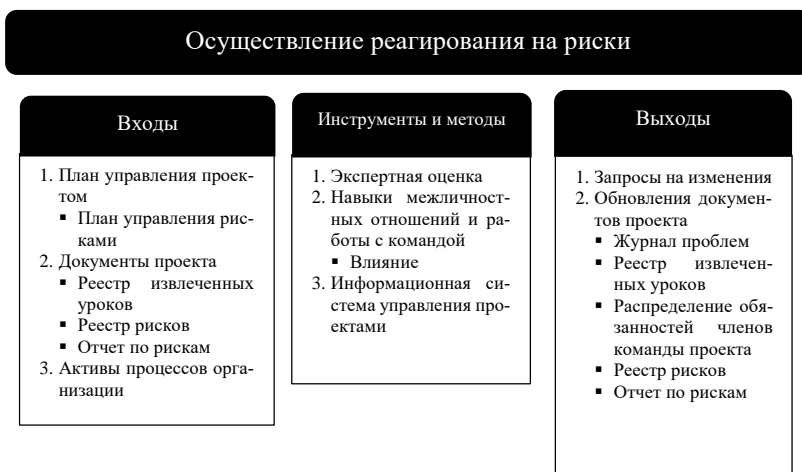 Осуществление реагирования на риски
Входы
1. План управления проек-
том
▪ План управления рис-
ками
2. Документы проекта
▪ Реестр извлеченных
уроков
▪ Реестр рисков
▪ Отчет по рискам
3. Активы процессов орга-
низации
Инструменты и методы
1. Экспертная оценка
2. Навыки межличност-
ных отношений и ра-
боты с командой
▪ Влияние
3. Информационная си-
стема управления про-
ектами
Выходы
1. Запросы на изменения
2. Обновления докумен-
тов проекта
▪ Журнал проблем
▪ Реестр извлечен-
ных уроков
▪ Распределение обя-
занностей членов
команды проекта
▪ Реестр рисков
▪ Отчет по рискам